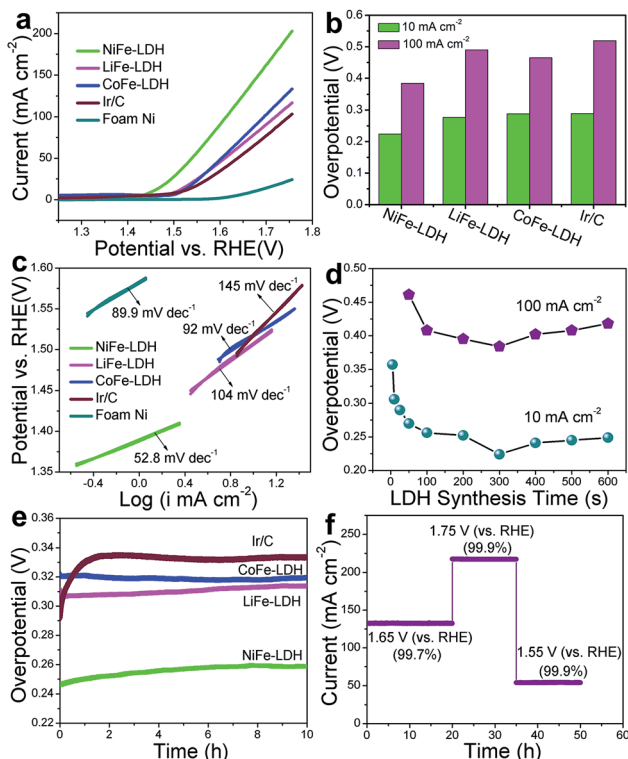 a
200
150
100
50
0
Current (mA cm⁻²)
NiFe-LDH
LiFe-LDH
CoFe-LDH
Ir/C
Foam Ni
1.3 1.4 1.5 1.6 1.7 1.8
Potential vs. RHE(V)
b
0.6
0.5
0.4
0.3
0.2
0.1
0.0
Overpotential (V)
10 mA cm⁻²
100 mA cm⁻²
NiFe-LDH
LiFe-LDH
CoFe-LDH
Ir/C
c
1.60
1.55
1.50
1.45
1.40
1.35
Potential vs. RHE(V)
145 mV dec⁻¹
89.9 mV dec⁻¹
92 mV dec⁻¹
NiFe-LDH
LiFe-LDH
CoFe-LDH
Ir/C
Foam Ni
104 mV dec⁻¹
52.8 mV dec⁻¹
-0.4 0.0 0.4 0.8 1.2
Log (i mA cm⁻²)
d
0.50
0.45
0.40
0.35
0.30
0.25
0.20
Overpotential (V)
100 mA cm⁻²
10 mA cm⁻²
0 100 200 300 400 500 600
LDH Synthesis Time (s)
e
0.36
0.34
0.32
0.30
0.28
0.26
0.24
0.22
Overpotential (V)
Ir/C
CoFe-LDH
LiFe-LDH
NiFe-LDH
0 2 4 6 8 10
Time (h)
f
250
200
150
100
50
0
Current (mA cm⁻²)
1.75 V (vs. RHE)
(99.9%)
1.65 V (vs. RHE)
(99.7%)
1.55 V (vs. RHE)
(99.9%)
0 10 20 30 40 50 60
Time (h)